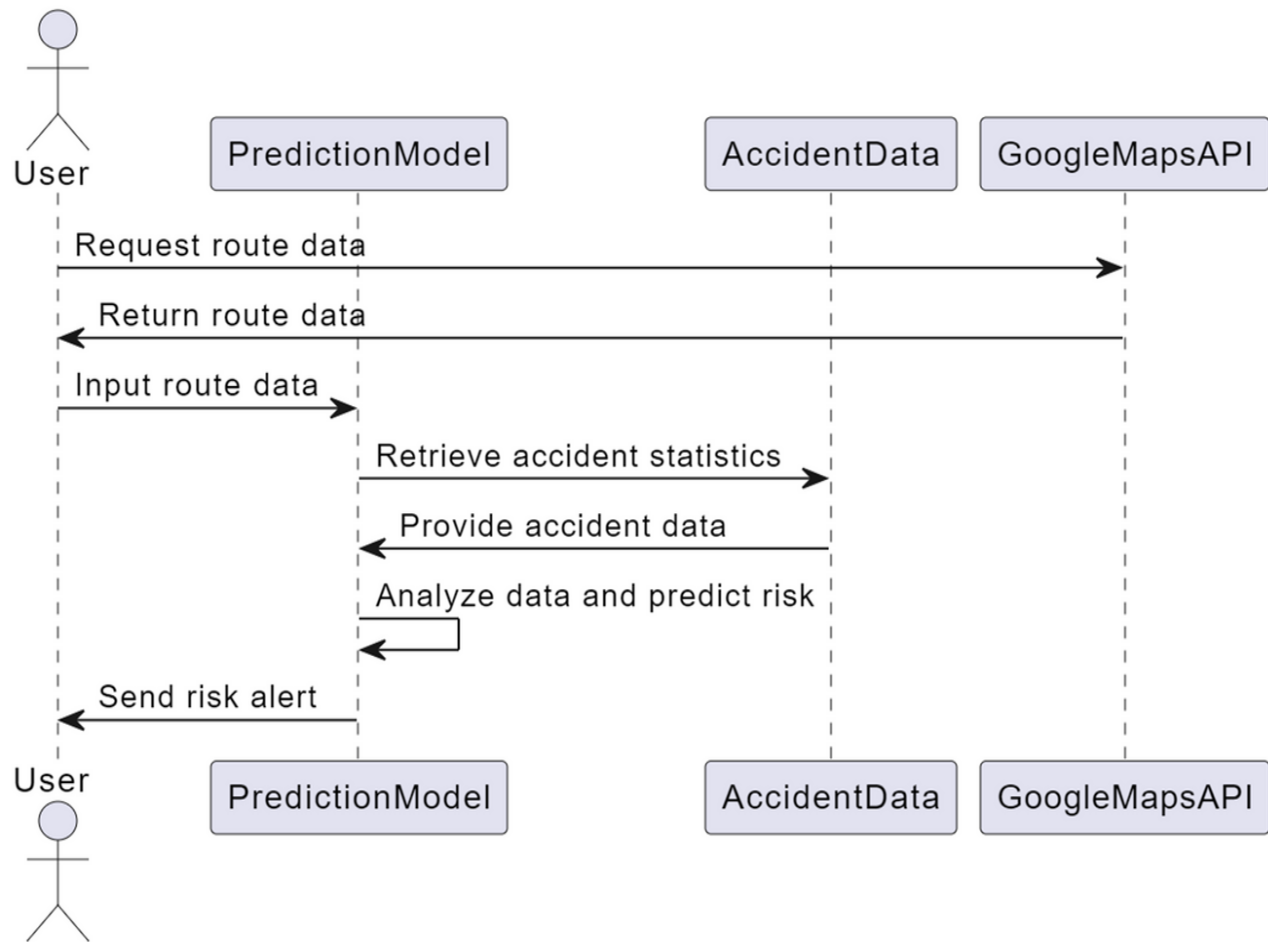 User
PredictionModel
AccidentData
GoogleMapsAPI
Request route data
Return route data
Input route data
Retrieve accident statistics
Provide accident data
Analyze data and predict risk
Send risk alert
User
PredictionModel
AccidentData
GoogleMapsAPI